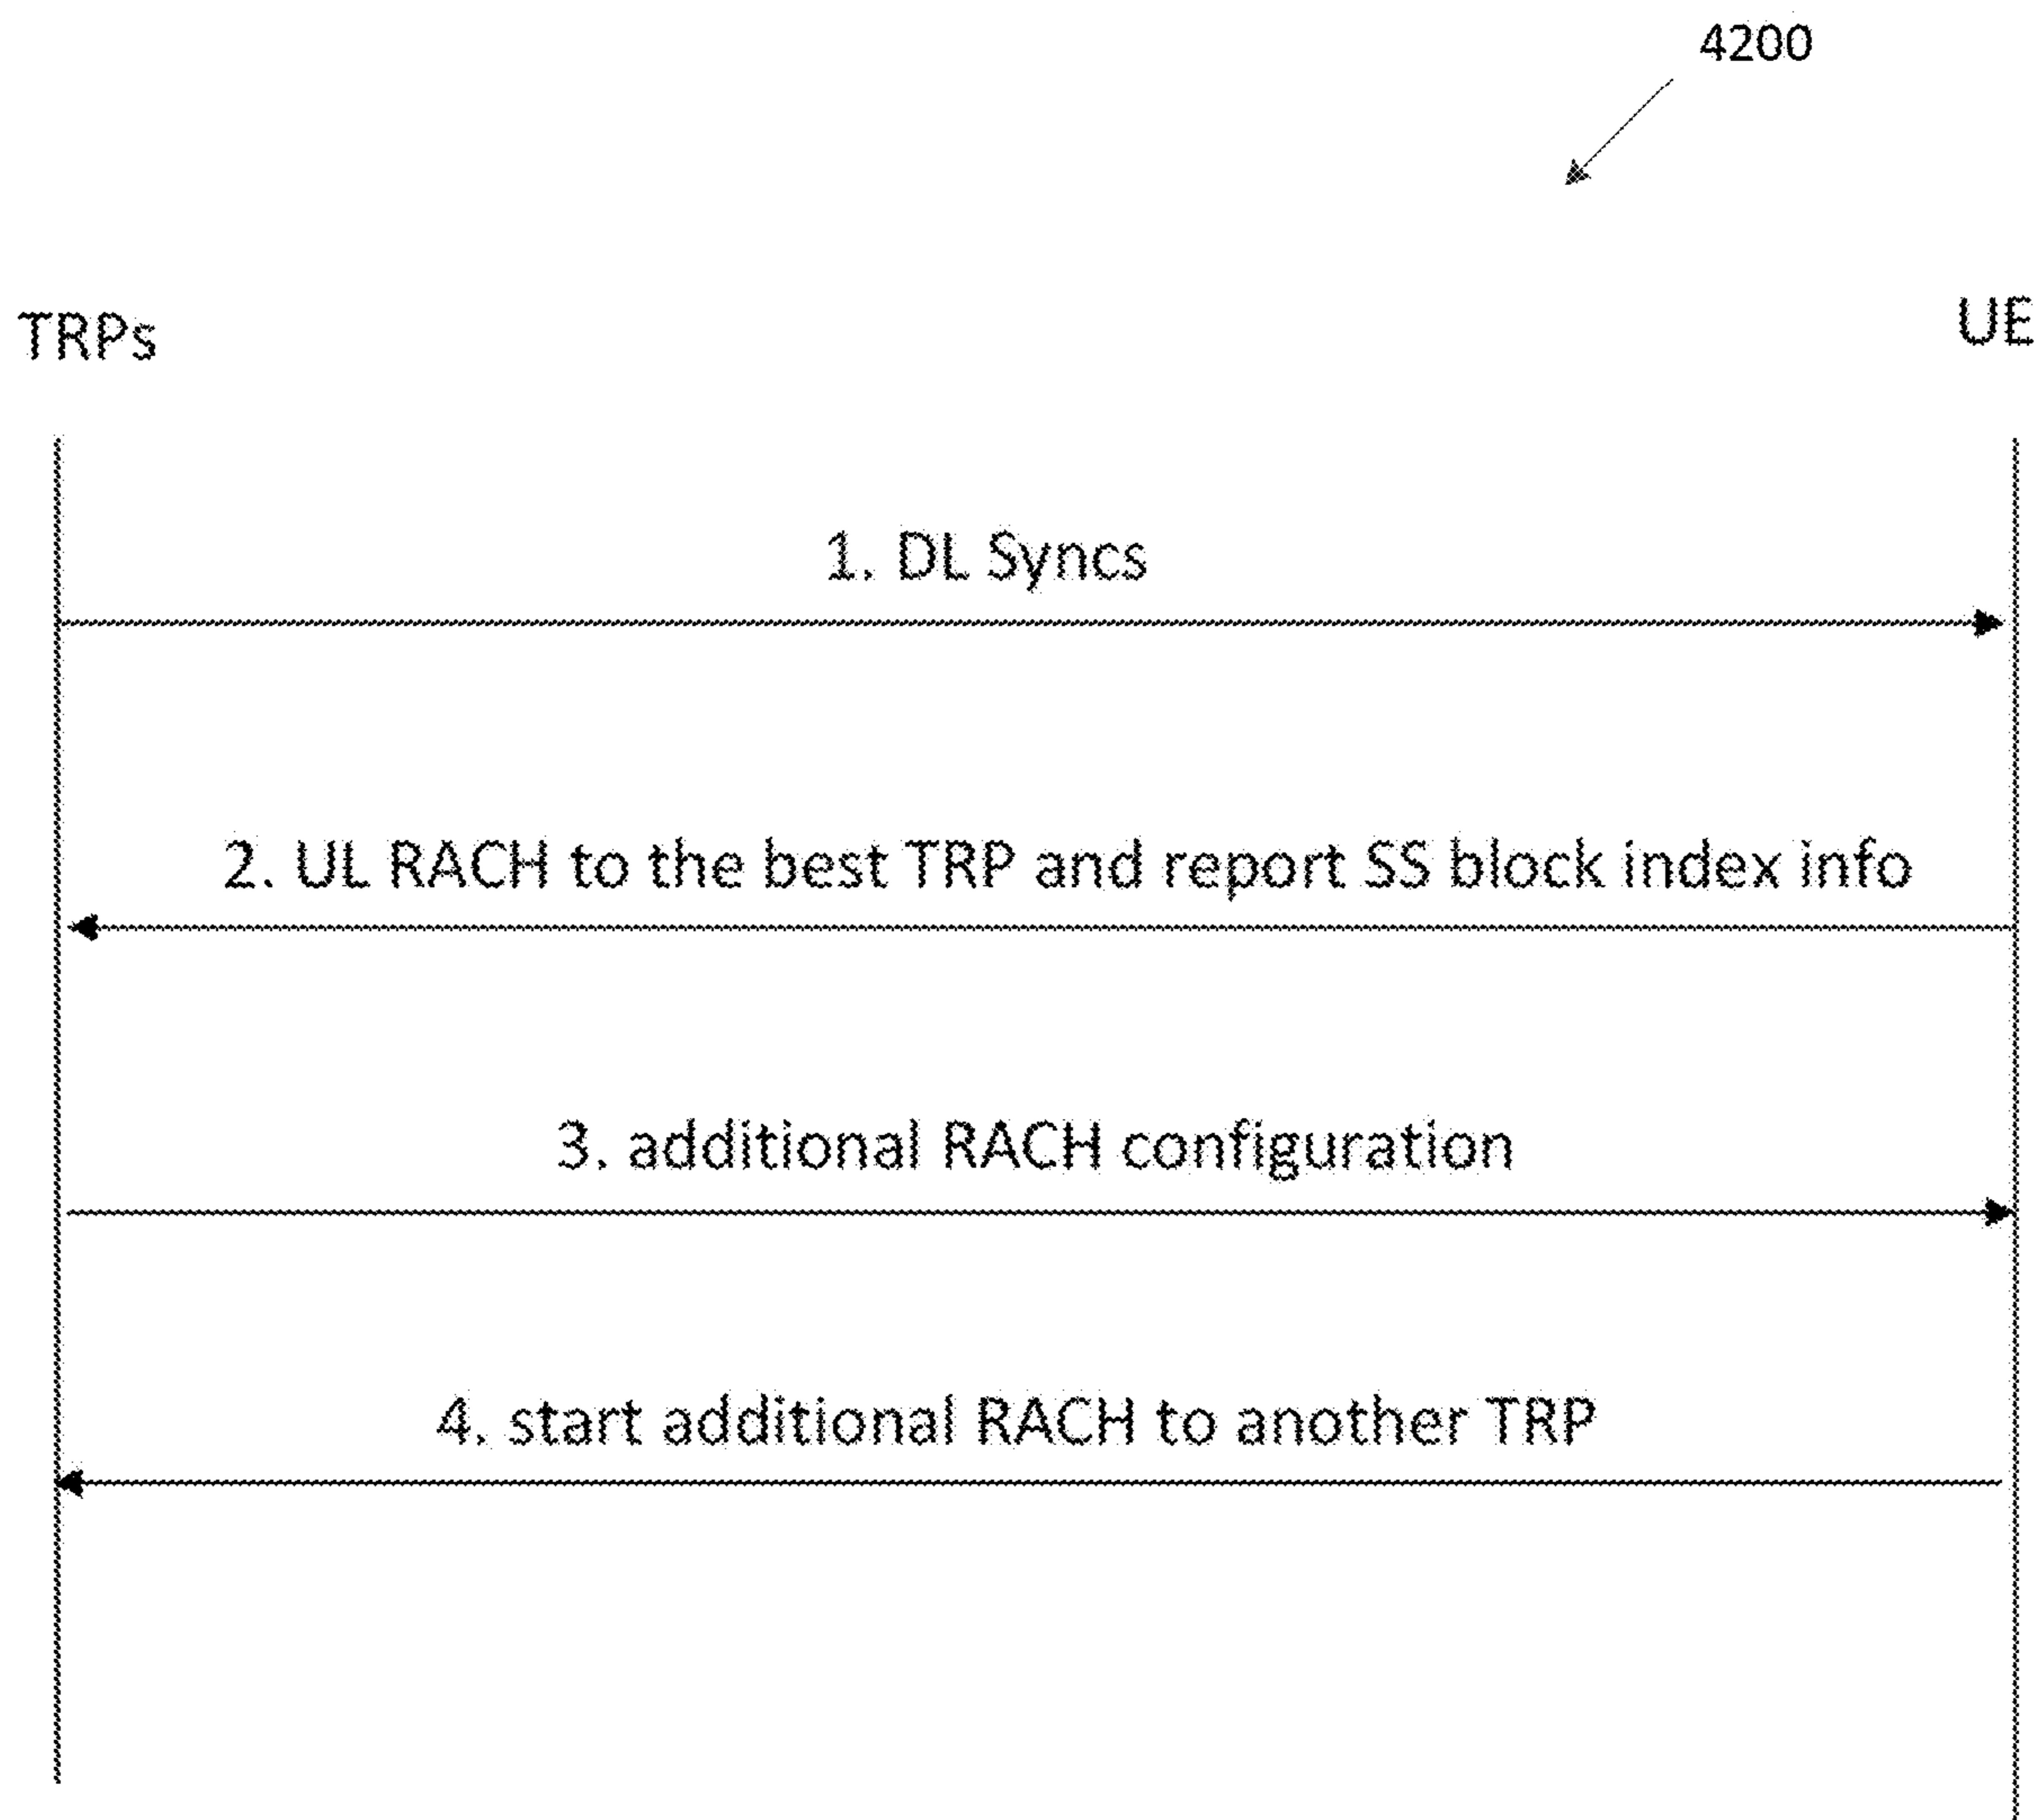 4200
TRPs
UE
1. DL Syncs
2. UL RACH to the best TRP and report SS block index info
3. additional RACH configuration
4. start additional RACH to another TRP